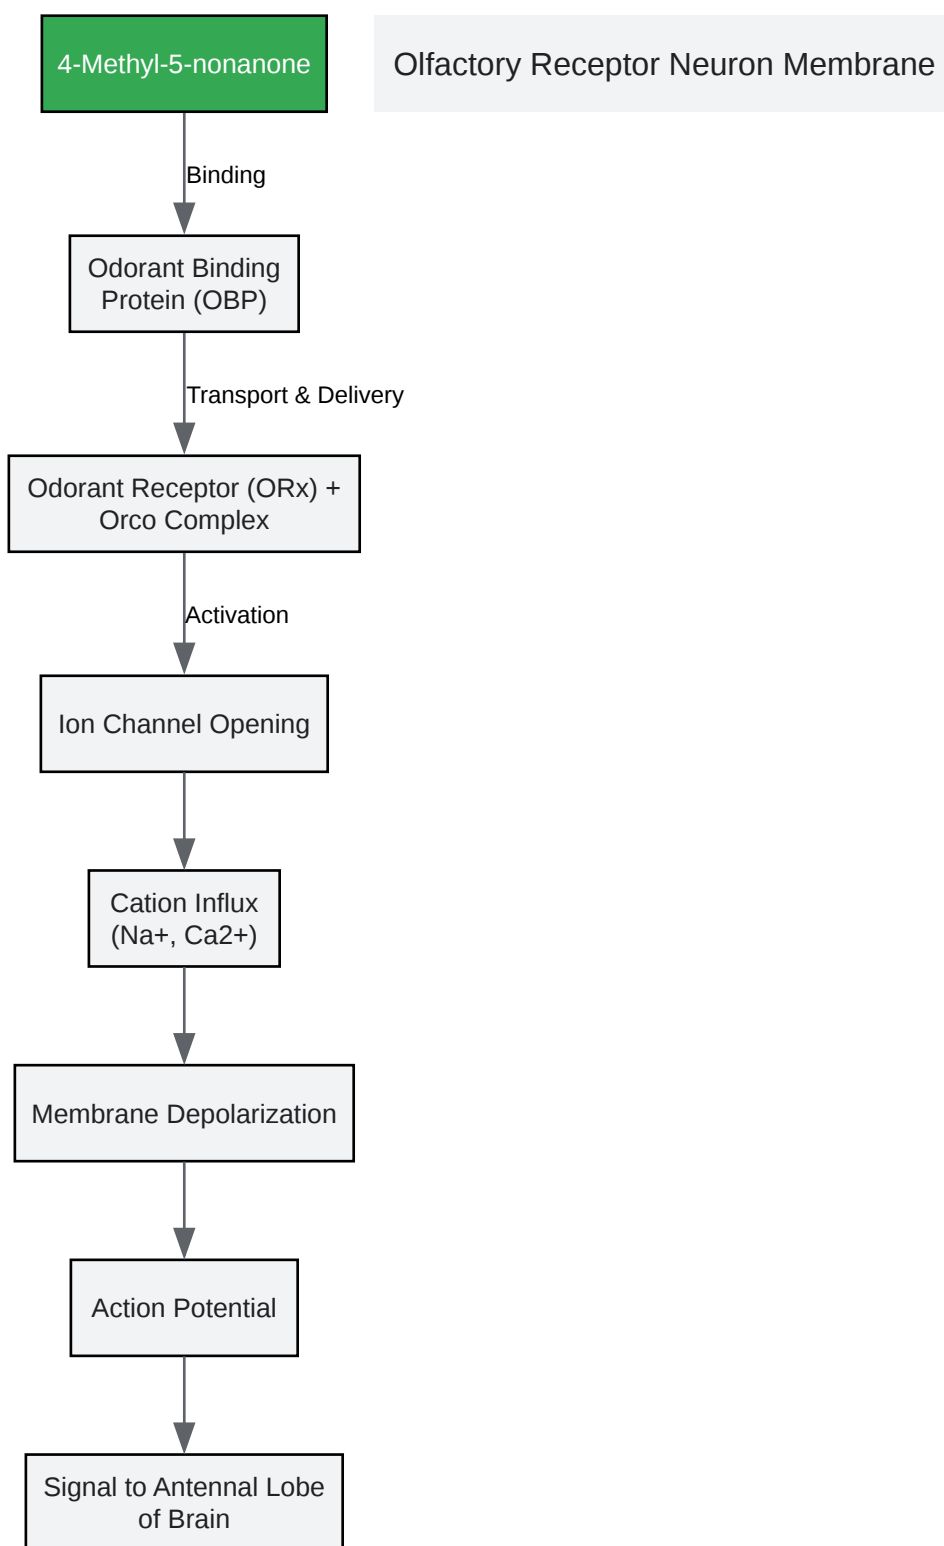 4-Methyl-5-nonanone
Olfactory Receptor Neuron Membrane
Binding
Odorant Binding
Protein (OBP)
Transport & Delivery
Odorant Receptor (ORx) +
Orco Complex
Activation
Ion Channel Opening
Cation Influx
(Na+, Ca2+)
Membrane Depolarization
Action Potential
Signal to Antennal Lobe
of Brain